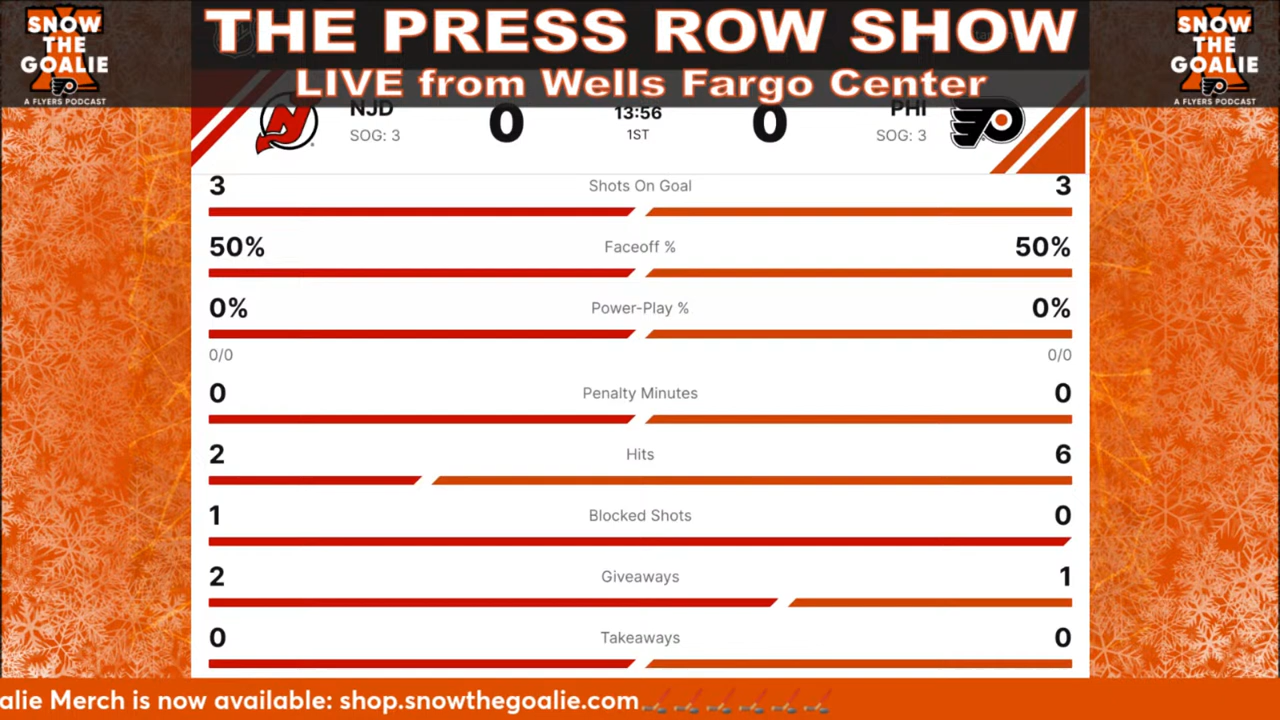 SNOW
THE
GOALIE
A FLYERS PODCAST
THE PRESS ROW SHOW
LIVE from Wells Fargo Center
SNOW
THE
GOALIE
A FLYERS PODCAST
NJD
SOG: 3
0
13:56
1ST
0
PHI
SOG: 3
3 Shots On Goal 3
50% Faceoff % 50%
0% Power-Play % 0%
0/0 0/0
0 Penalty Minutes 0
2 Hits 6
1 Blocked Shots 0
2 Giveaways 1
0 Takeaways 0
alie Merch is now available: shop.snowthegoalie.com